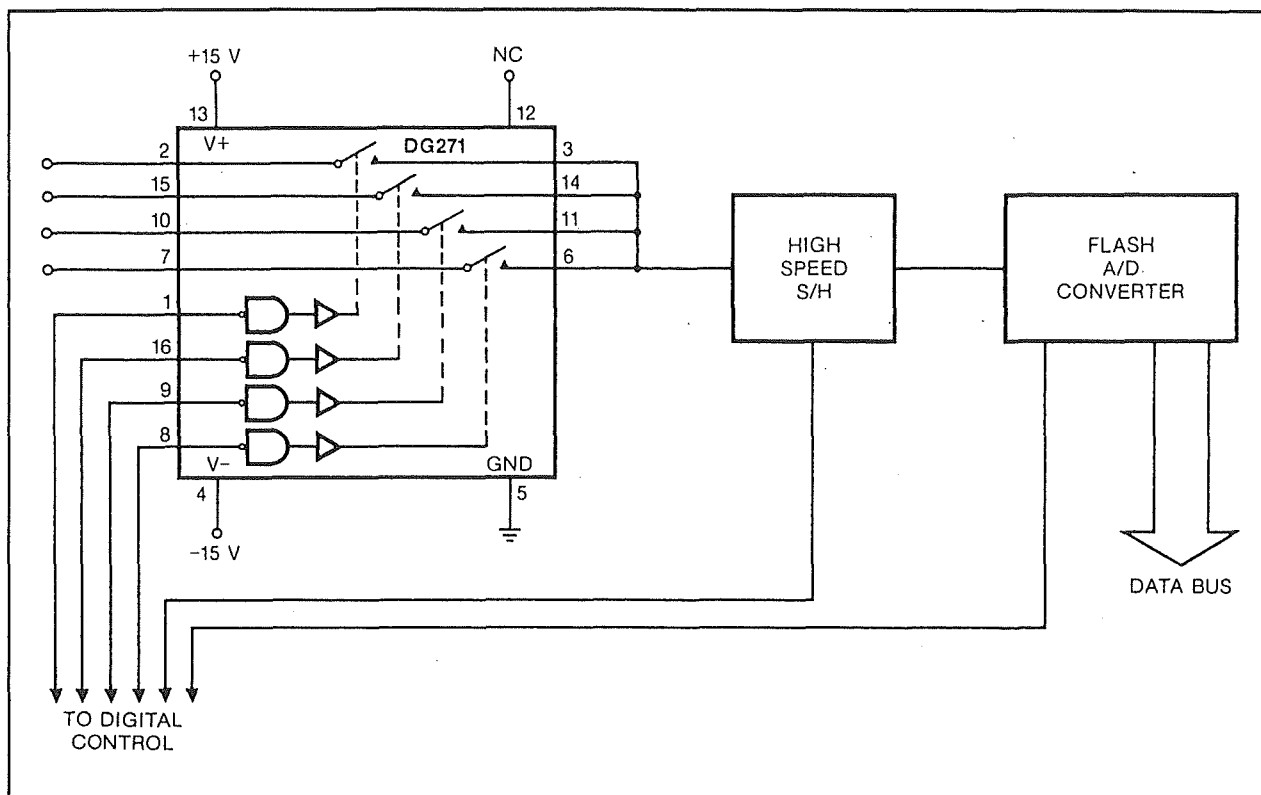 +15 V
NC
13
12
V+
DG271
2
3
15
14
10
11
7
6
1
16
9
8
V-
GND
4
5
-15 V
HIGH
SPEED
S/H
FLASH
A/D
CONVERTER
DATA BUS
TO DIGITAL
CONTROL